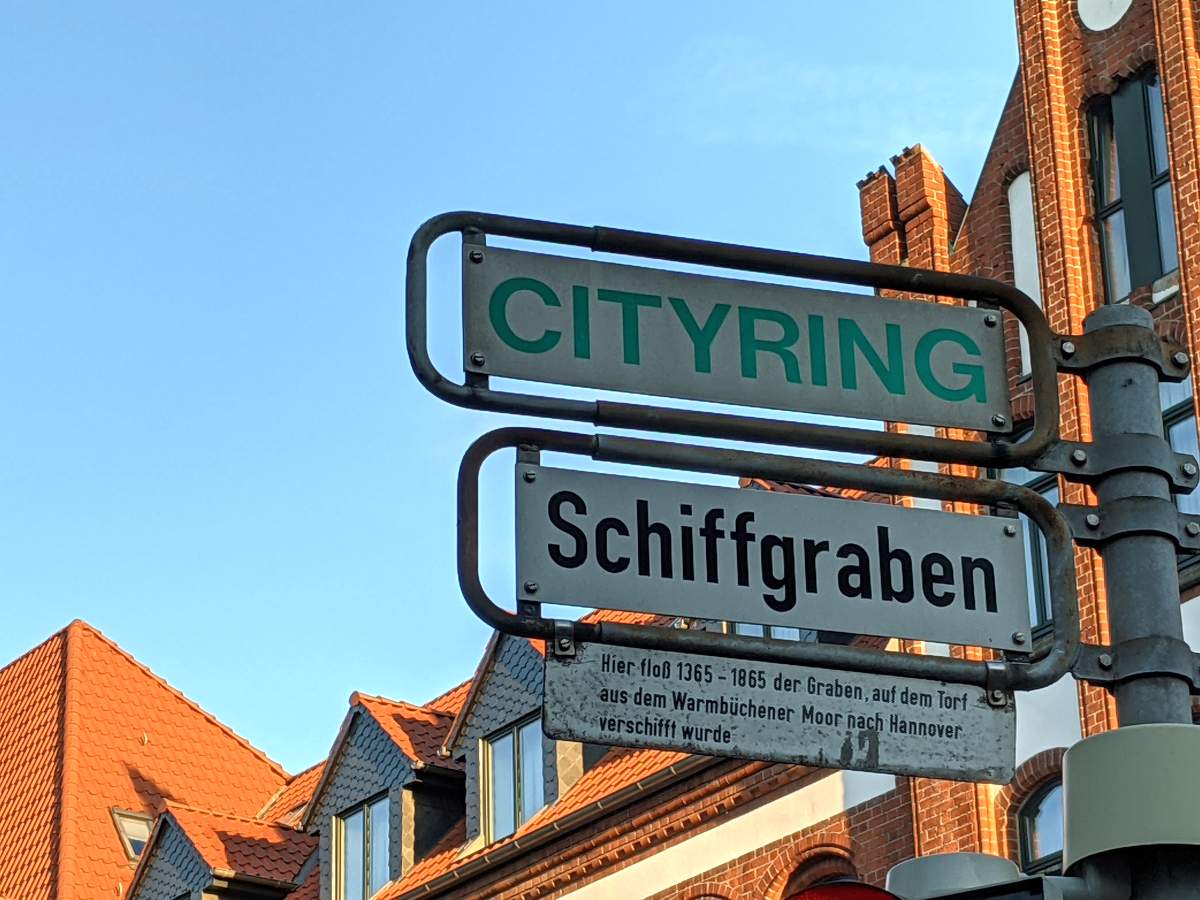 CITYRING
Schiffgraben
Hier floß 1365 – 1865 der Graben, auf dem Torf
aus dem Warmbüchener Moor nach Hannover
verschifft wurde